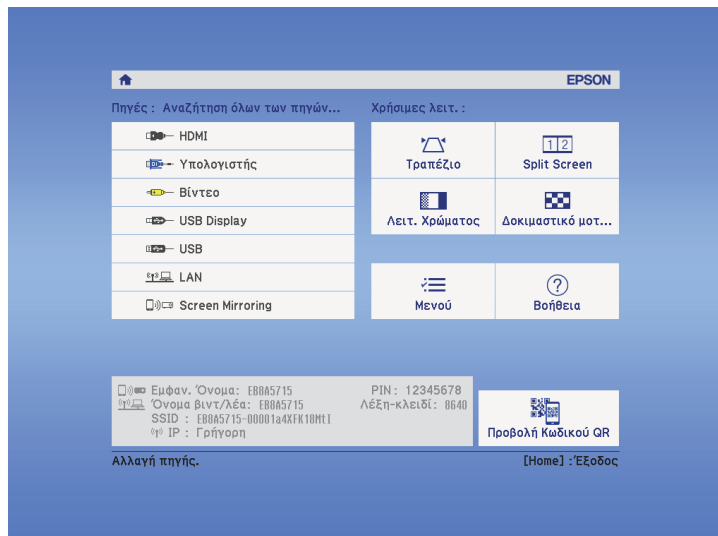 EPSON
Πηγές : Αναζήτηση όλων των πηγών...
HDMI
Υπολογιστής
Βίντεο
USB Display
USB
LAN
Screen Mirroring
Χρήσιμες λειτ. :
Τραπέζιο
1 2
Split Screen
Λειτ. Χρώματος
Δοκιμαστικό μοτ...
Μενού
?
Βοήθεια
Εμφαν. Όνομα: EB8A5715
PIN : 12345678
Όνομα βιντ/λέα: EB8A5715
Λέξη-κλειδί: 8640
SSID : EB8A5715-00001a4XFK18MtI
IP : Γρήγορη
Προβολή Κωδικού QR
Αλλαγή πηγής.
[Home] :Έξοδος